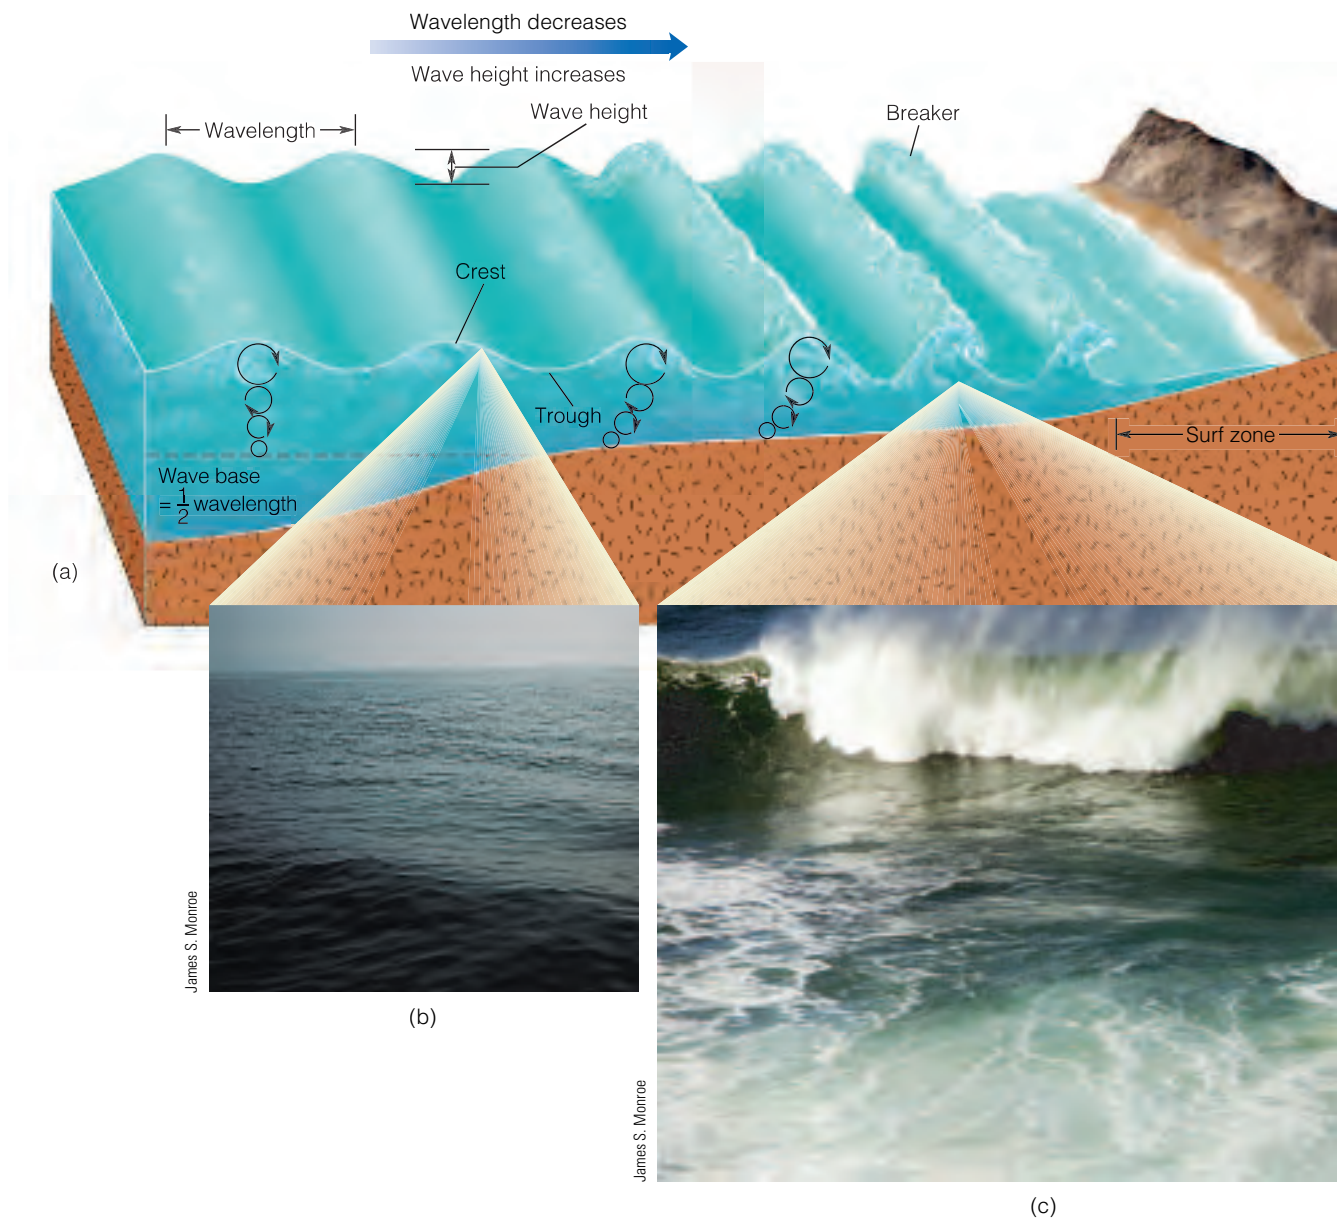 Wavelength decreases
Wave height increases
Wave height
Breaker
Wavelength
Crest
Trough
Surf zone
Wave base
= 1/2 wavelength
(a)
James S. Monroe
(b)
James S. Monroe
(c)